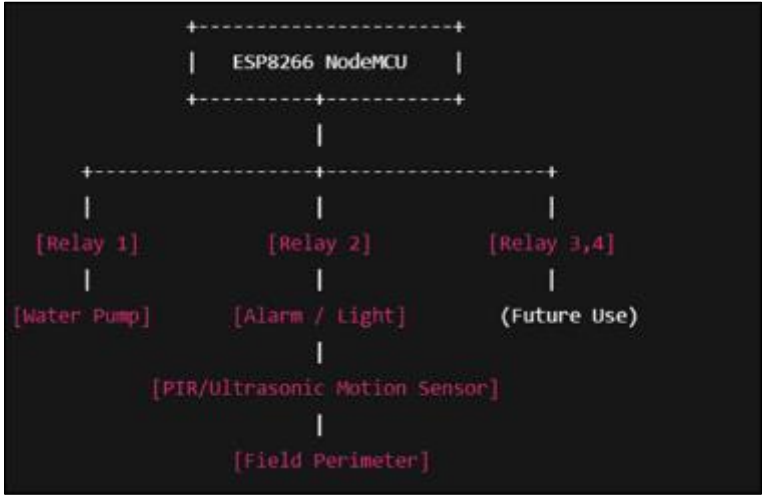 ESP8266 NodeMCU
[Relay 1] [Relay 2] [Relay 3,4]
[Water Pump] [Alarm / Light] (Future Use)
[PIR/Ultrasonic Motion Sensor]
[Field Perimeter]